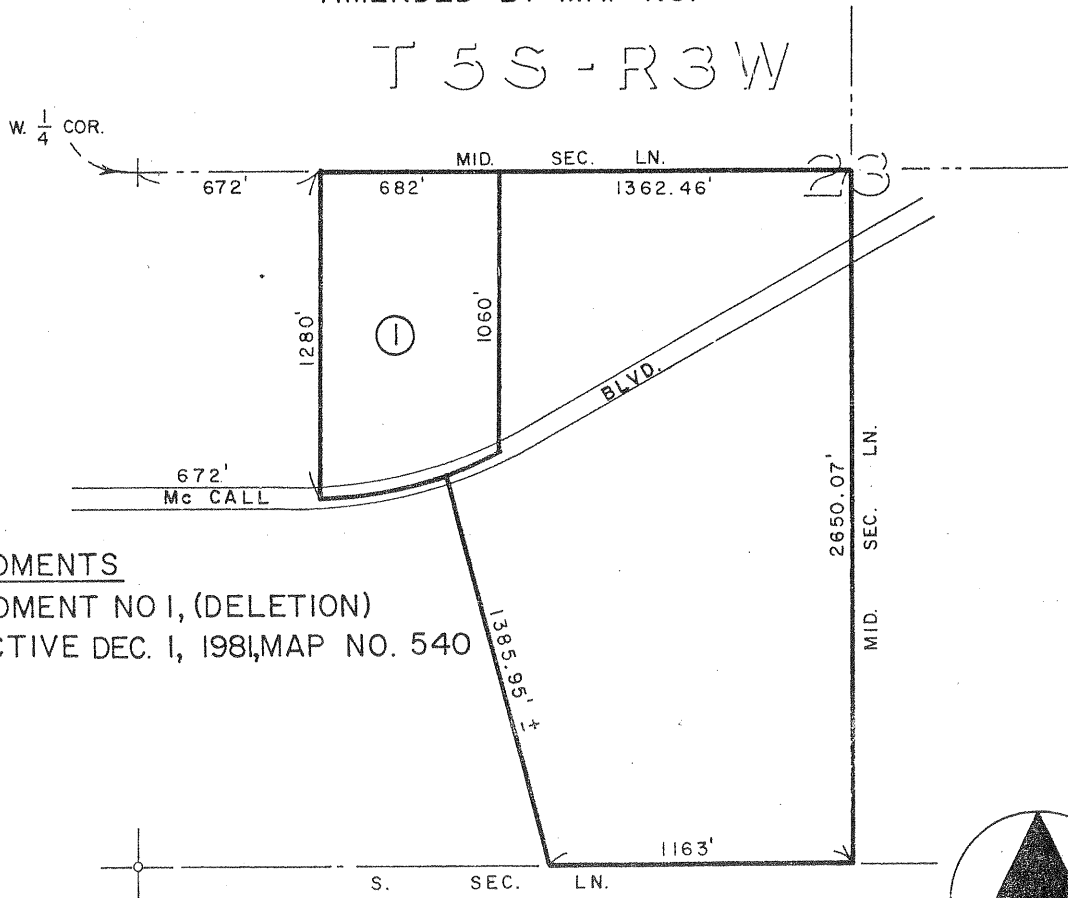 T 5S - R3W
W. 1/4 COR.
MID. SEC. LN.
23
672' 682' 1362.46'
1280'
1060'
1
BLVD.
672'
Mc CALL
2650.07'
MID. SEC. LN.
DMENTS
DMENT NO 1, (DELETION)
CTIVE DEC. 1, 1981, MAP NO. 540
1385.95' ±
1163'
S. SEC. LN.